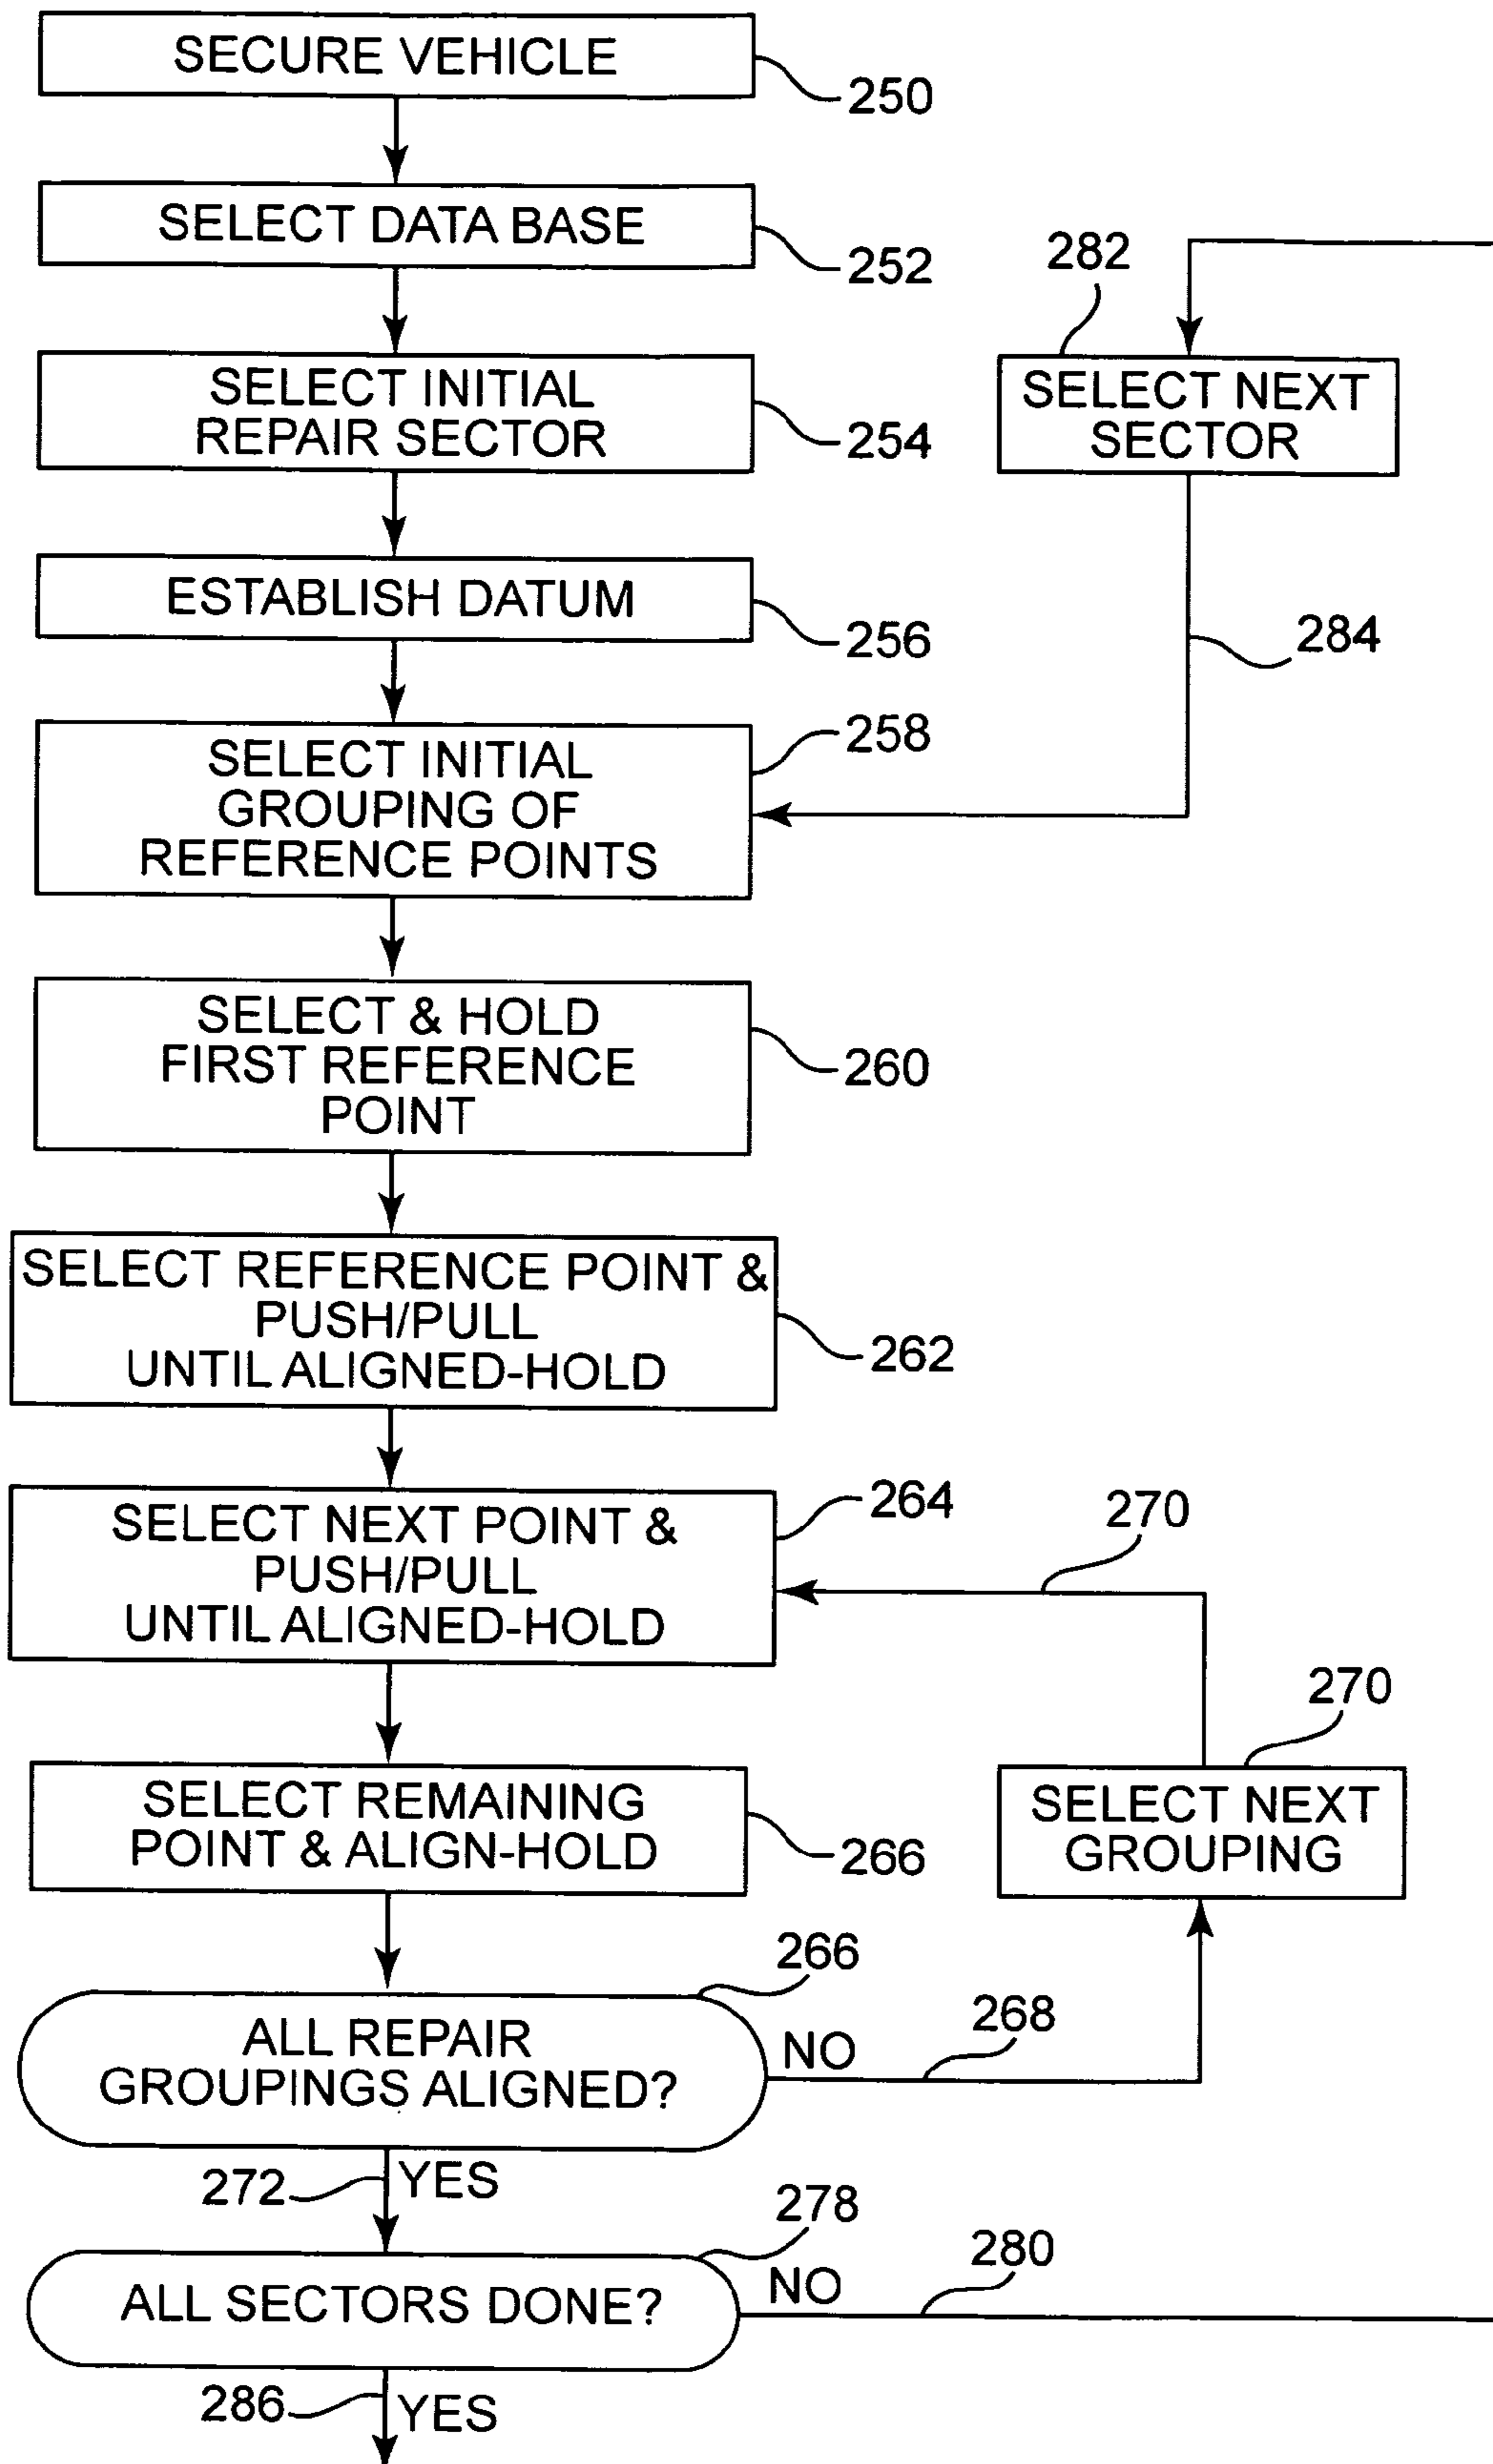 SECURE VEHICLE
250
SELECT DATA BASE
252
SELECT INITIAL
REPAIR SECTOR
254
282
SELECT NEXT
SECTOR
284
ESTABLISH DATUM
256
SELECT INITIAL
GROUPING OF
REFERENCE POINTS
258
SELECT & HOLD
FIRST REFERENCE
POINT
260
SELECT REFERENCE POINT &
PUSH/PULL
UNTIL ALIGNED-HOLD
262
SELECT NEXT POINT &
PUSH/PULL
UNTIL ALIGNED-HOLD
264
270
SELECT REMAINING
POINT & ALIGN-HOLD
266
270
SELECT NEXT
GROUPING
266
ALL REPAIR
GROUPINGS ALIGNED?
NO
268
272
YES
278
ALL SECTORS DONE?
NO
280
286
YES